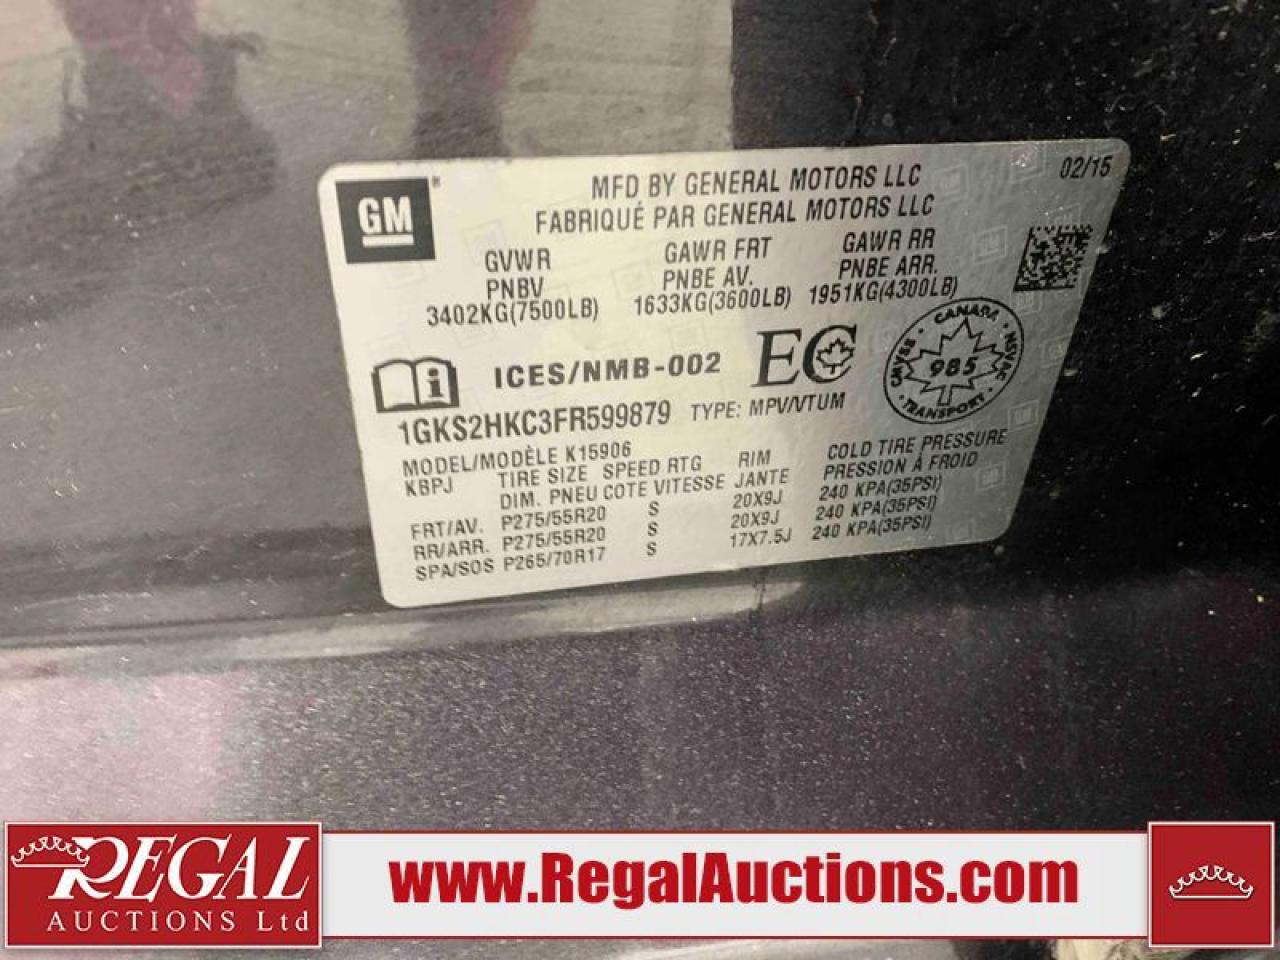 GM
MFD BY GENERAL MOTORS LLC
02/15
FABRIQUÉ PAR GENERAL MOTORS LLC
GVWR GAWR FRT GAWR RR
PNBV PNBE AV. PNBE ARR.
3402KG(7500LB) 1633KG(3600LB) 1951KG(4300LB)
ICES/NMB-002 EC
CANADA
CMVSS 985 NSVAC
TRANSPORT
1GKS2HKC3FR599879 TYPE: MPV/VTUM
MODEL/MODÈLE K15906
KBPJ TIRE SIZE SPEED RTG RIM COLD TIRE PRESSURE
DIM. PNEU COTE VITESSE JANTE PRESSION À FROID
FRT/AV. P275/55R20 S 20X9J 240 KPA(35PSI)
RR/ARR. P275/55R20 S 20X9J 240 KPA(35PSI)
SPA/SOS P265/70R17 S 17X7.5J 240 KPA(35PSI)
REGAL
AUCTIONS Ltd
www.RegalAuctions.com